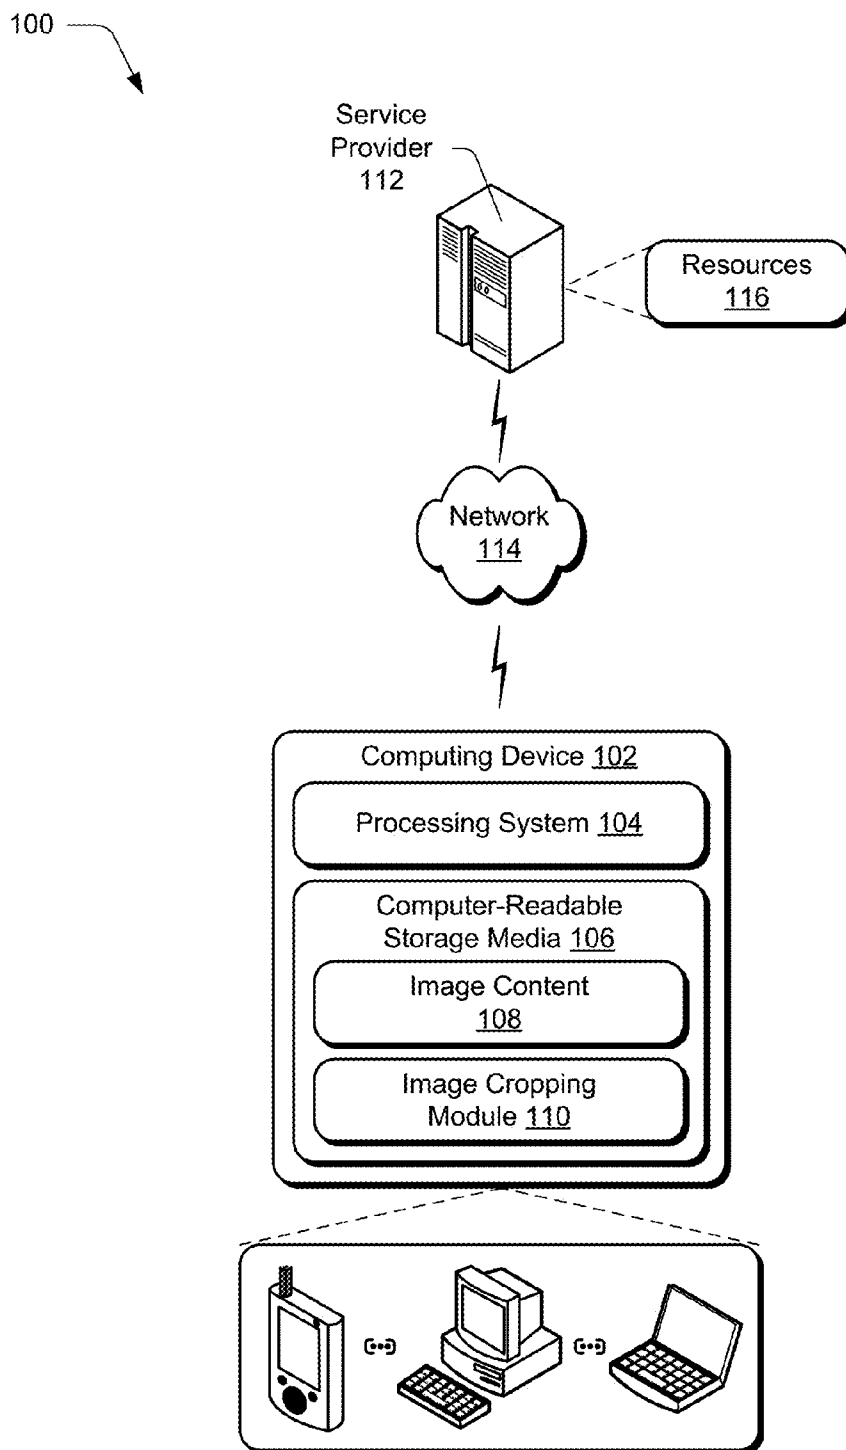 100
Service
Provider
112
Resources
116
Network
114
Computing Device 102
Processing System 104
Computer-Readable
Storage Media 106
Image Content
108
Image Cropping
Module 110